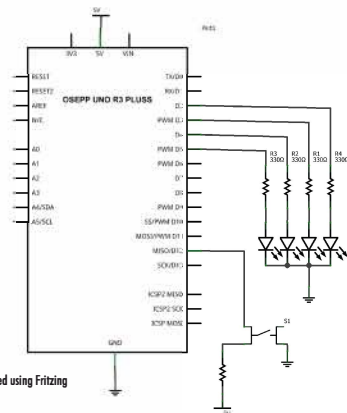 5V
Part1
3V3 5V VIN
RESET
RESET2
AREF
N/C
A0
A1
A2
A3
A4/SDA
A5/SCL
OSEPP UNO R3 PLUSS
TX/D1
RX/D0
D2
PWM D3
D4
PWM D5
PWM D6
D7
D8
PWM D9
SS/PWM D10
MOSI/PWM D11
MISO/D12
SCK/D13
ICSP2 MISO
ICSP2 SCK
ICSP MOSI
GND
R3 R2 R1 R4
330Ω 330Ω 330Ω 330Ω
S1
ed using Fritzing